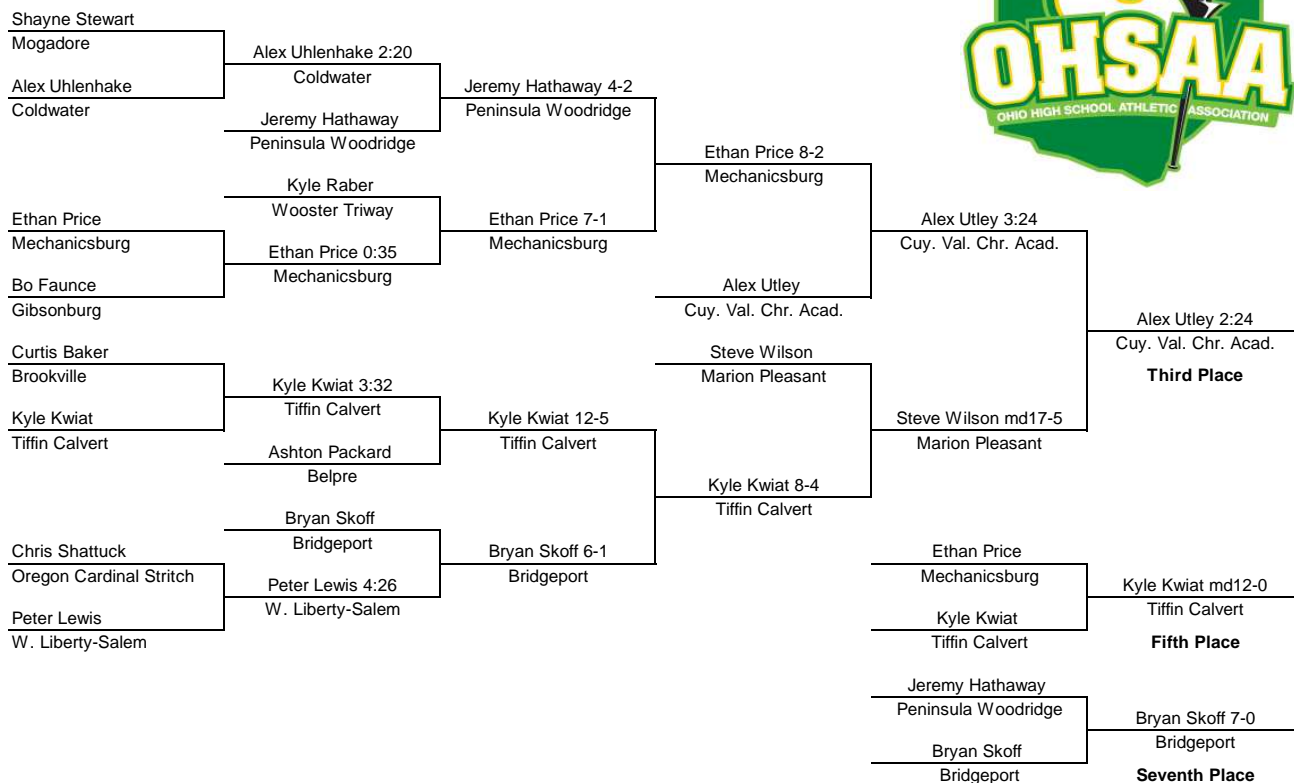 Shayne Stewart
Mogadore
Alex Uhlenhake
Coldwater
Ethan Price
Mechanicsburg
Bo Faunce
Gibsonburg
Curtis Baker
Brookville
Kyle Kwiat
Tiffin Calvert
Chris Shattuck
Oregon Cardinal Stritch
Peter Lewis
W. Liberty-Salem
Alex Uhlenhake 2:20
Coldwater
Jeremy Hathaway
Peninsula Woodridge
Kyle Raber
Wooster Triway
Ethan Price 0:35
Mechanicsburg
Kyle Kwiat 3:32
Tiffin Calvert
Ashton Packard
Belpre
Bryan Skoff
Bridgeport
Peter Lewis 4:26
W. Liberty-Salem
Jeremy Hathaway 4-2
Peninsula Woodridge
Ethan Price 7-1
Mechanicsburg
Kyle Kwiat 12-5
Tiffin Calvert
Bryan Skoff 6-1
Bridgeport
Ethan Price 8-2
Mechanicsburg
Alex Utley
Cuy. Val. Chr. Acad.
Steve Wilson
Marion Pleasant
Kyle Kwiat 8-4
Tiffin Calvert
Alex Utley 3:24
Cuy. Val. Chr. Acad.
Steve Wilson md17-5
Marion Pleasant
Alex Utley 2:24
Cuy. Val. Chr. Acad.
Third Place
Ethan Price
Mechanicsburg
Kyle Kwiat
Tiffin Calvert
Kyle Kwiat md12-0
Tiffin Calvert
Fifth Place
Jeremy Hathaway
Peninsula Woodridge
Bryan Skoff
Bridgeport
Bryan Skoff 7-0
Bridgeport
Seventh Place
OHSAA
OHIO HIGH SCHOOL ATHLETIC ASSOCIATION